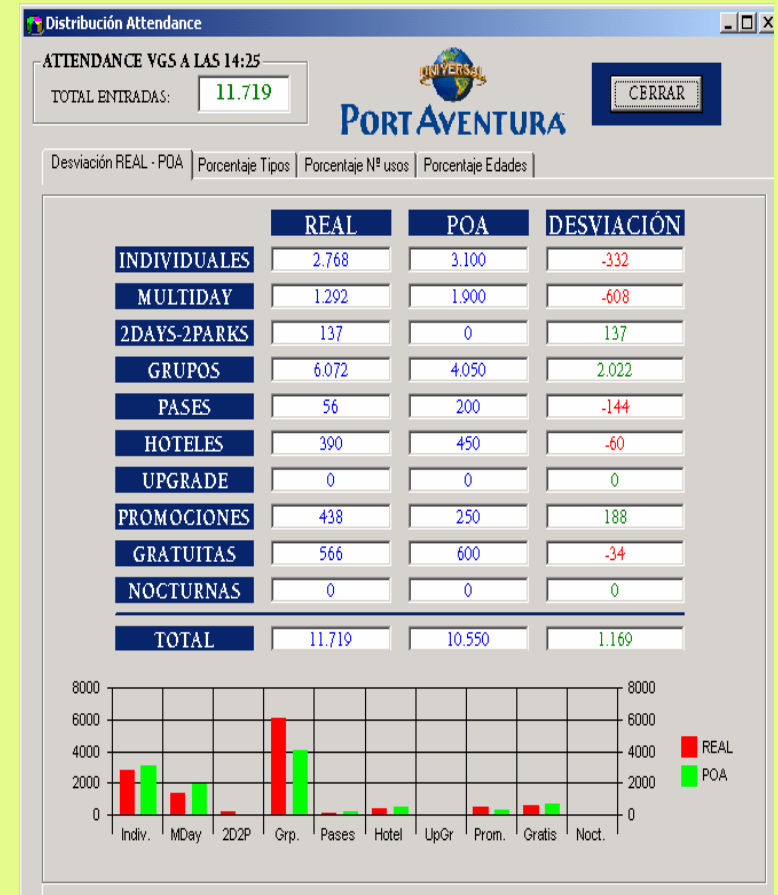 Distribución Attendance
ATTENDANCE VGS A LAS 14:25
TOTAL ENTRADAS: 11.719
UNIVERSAL
PORT AVENTURA
CERRAR
Desviación REAL - POA Porcentaje Tipos Porcentaje Nº usos Porcentaje Edades
REAL POA DESVIACIÓN
INDIVIDUALES 2.768 3.100 -332
MULTIDAY 1.292 1.900 -608
2DAYS-2PARKS 137 0 137
GRUPOS 6.072 4.050 2.022
PASES 56 200 -144
HOTELES 390 450 -60
UPGRADE 0 0 0
PROMOCIONES 438 250 188
GRATUITAS 566 600 -34
NOCTURNAS 0 0 0
TOTAL 11.719 10.550 1.169
8000 8000
6000 6000
4000 4000 REAL
2000 2000 POA
0 0
Indiv. MDay 2D2P Grp. Pases Hotel UpGr Prom. Gratis Noct.